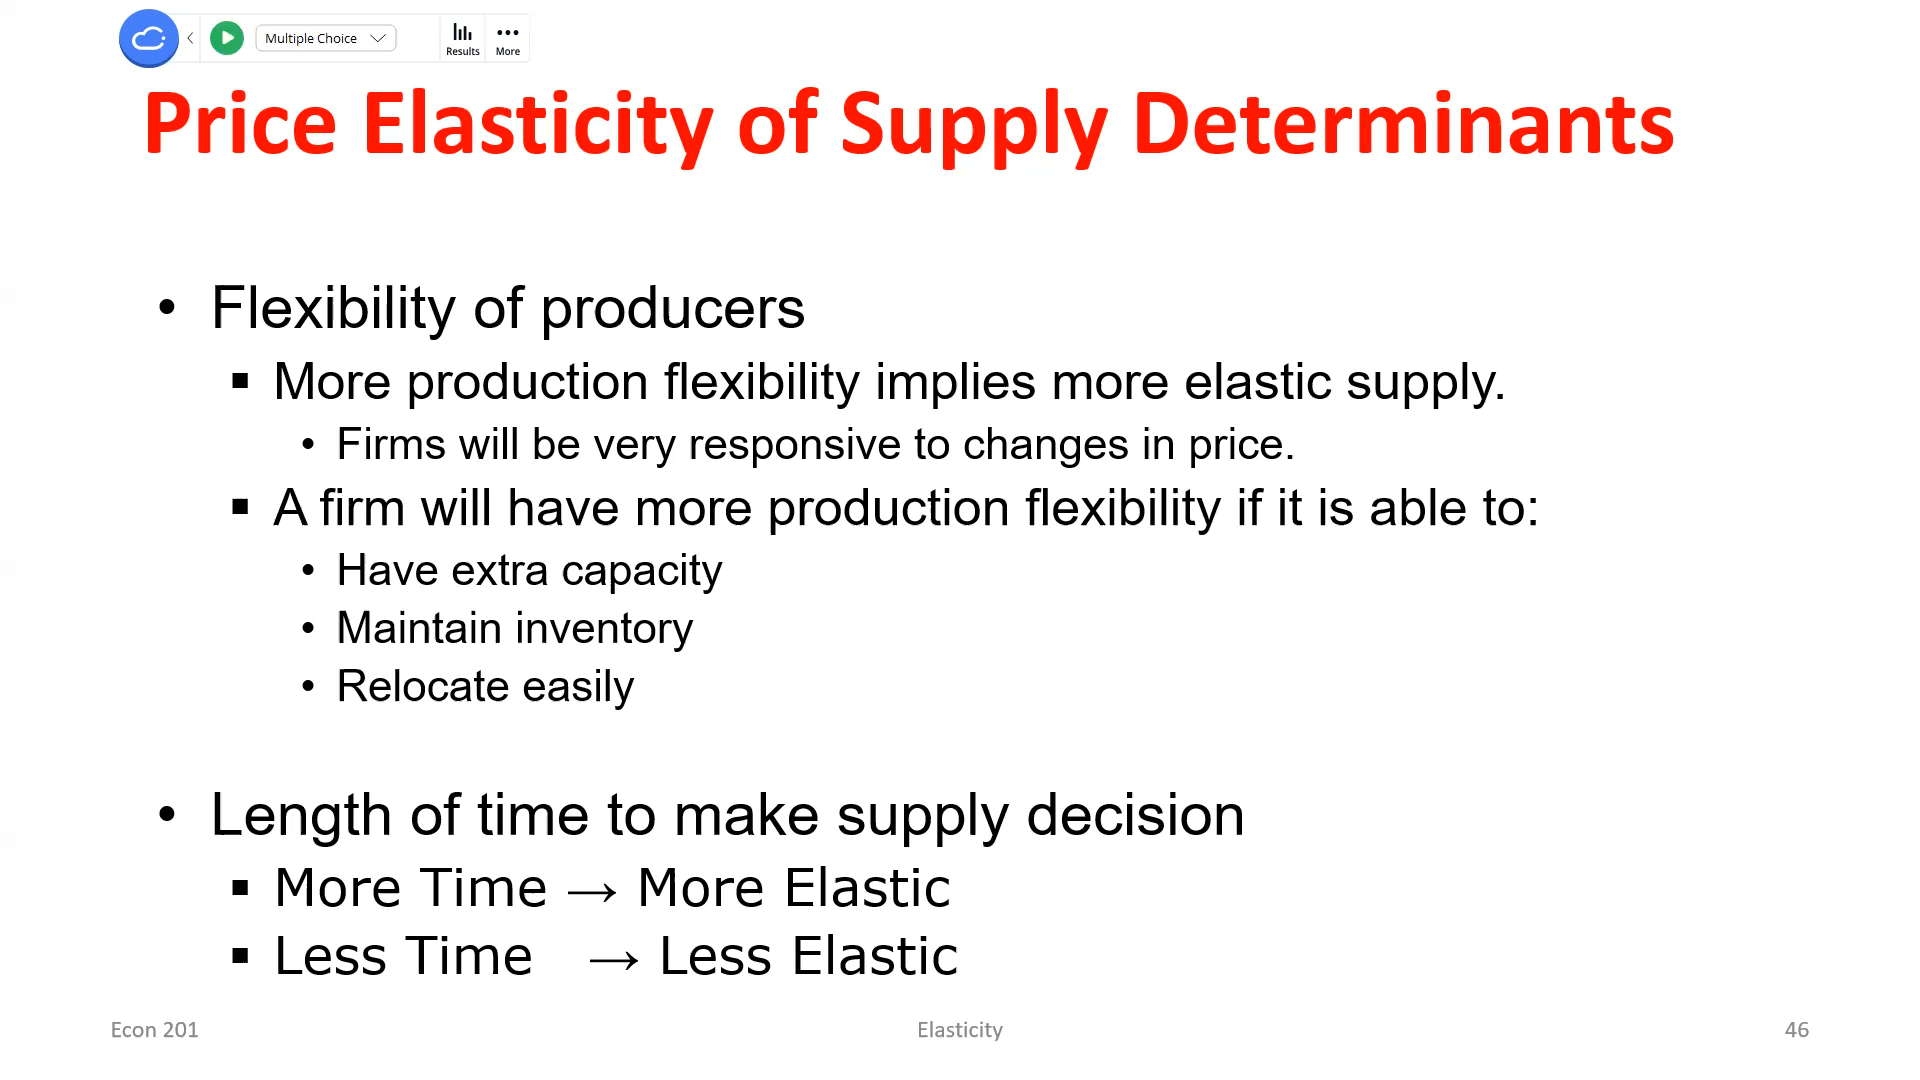 Multiple Choice
Results
More
Price Elasticity of Supply Determinants
• Flexibility of producers
▪ More production flexibility implies more elastic supply.
• Firms will be very responsive to changes in price.
▪ A firm will have more production flexibility if it is able to:
• Have extra capacity
• Maintain inventory
• Relocate easily
• Length of time to make supply decision
▪ More Time → More Elastic
▪ Less Time → Less Elastic
Econ 201
Elasticity
46